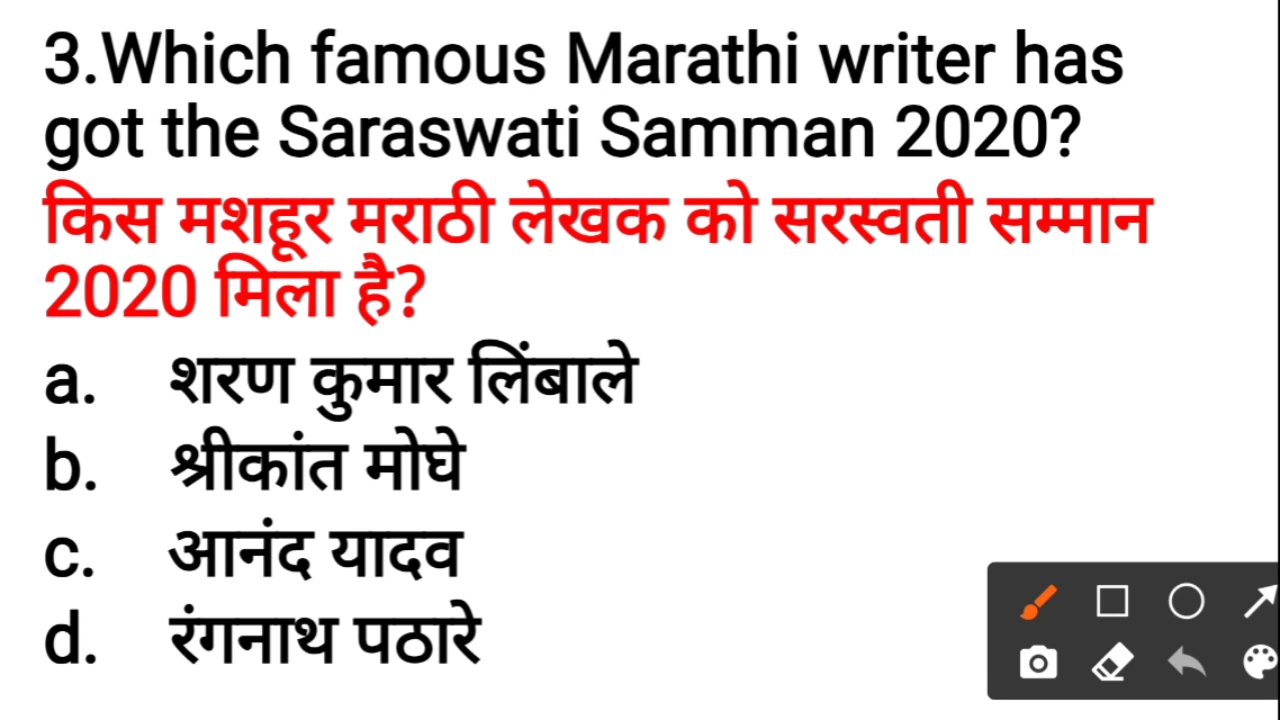 3.Which famous Marathi writer has
got the Saraswati Samman 2020?
किस मशहूर मराठी लेखक को सरस्वती सम्मान
2020 मिला है?
a. शरण कुमार लिंबाले
b. श्रीकांत मोघे
c. आनंद यादव
d. रंगनाथ पठारे